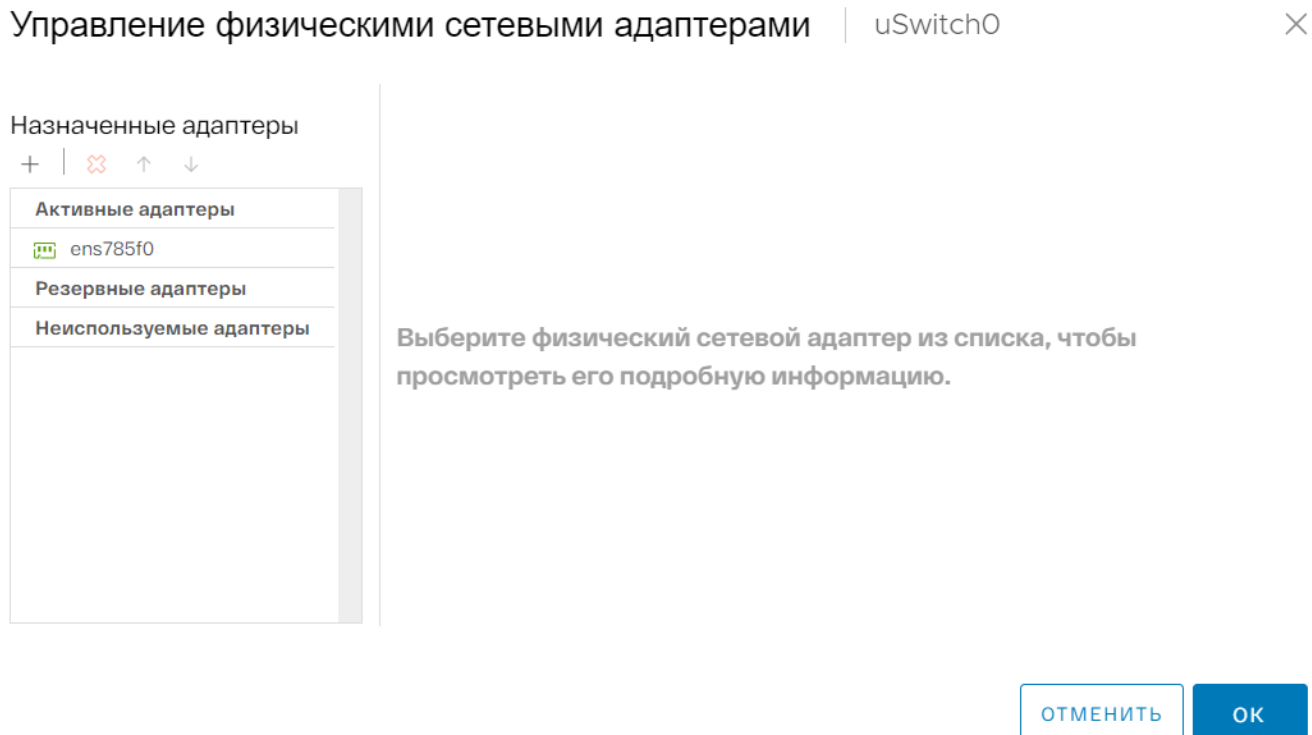 Управление физическими сетевыми адаптерами
uSwitch0
Назначенные адаптеры
Активные адаптеры
ens785f0
Резервные адаптеры
Неиспользуемые адаптеры
Выберите физический сетевой адаптер из списка, чтобы
просмотреть его подробную информацию.
ОТМЕНИТЬ
ОК